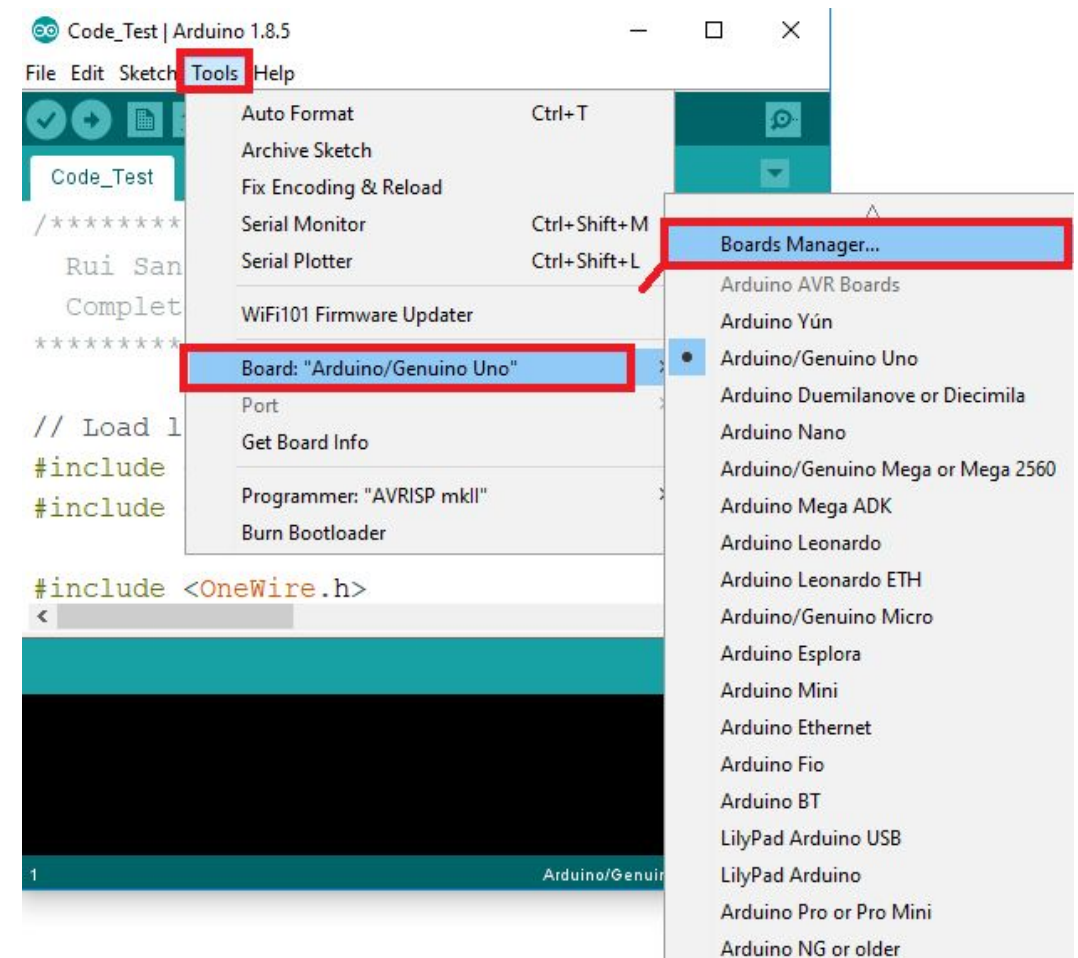 Code_Test | Arduino 1.8.5
File Edit Sketch Tools Help
Auto Format Ctrl+T
Archive Sketch
Fix Encoding & Reload
Serial Monitor Ctrl+Shift+M
Serial Plotter Ctrl+Shift+L
WiFi101 Firmware Updater
Board: "Arduino/Genuino Uno"
Port
Get Board Info
Programmer: "AVRISP mkII"
Burn Bootloader
Code_Test
/********
Rui San
Complet
*********
// Load l
#include
#include
#include <OneWire.h>
1 Arduino/Genuin
Boards Manager...
Arduino AVR Boards
Arduino Yún
Arduino/Genuino Uno
Arduino Duemilanove or Diecimila
Arduino Nano
Arduino/Genuino Mega or Mega 2560
Arduino Mega ADK
Arduino Leonardo
Arduino Leonardo ETH
Arduino/Genuino Micro
Arduino Esplora
Arduino Mini
Arduino Ethernet
Arduino Fio
Arduino BT
LilyPad Arduino USB
LilyPad Arduino
Arduino Pro or Pro Mini
Arduino NG or older